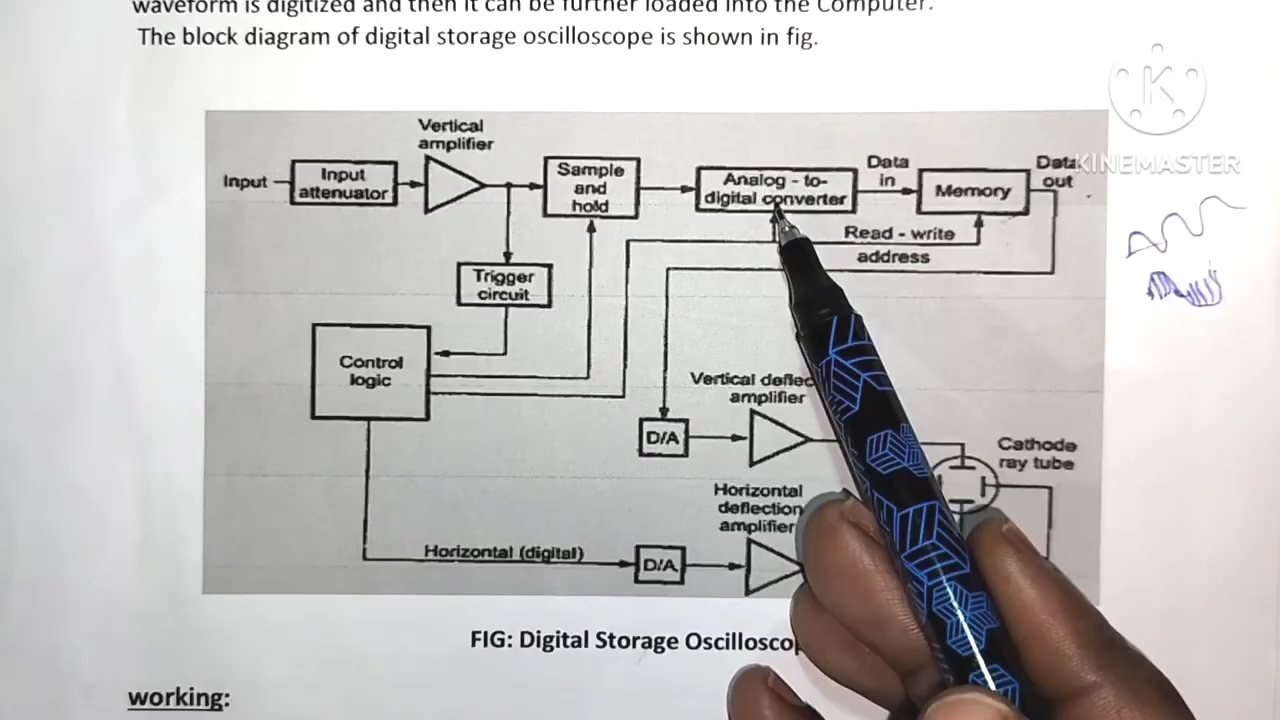 waveform is digitized and then it can be further loaded into the Computer.
The block diagram of digital storage oscilloscope is shown in fig.
KINEMASTER
Vertical
amplifier
Input
Input
attenuator
Sample
and
hold
Analog - to-
digital converter
Data
in
Memory
Data
out
Read - write
address
Trigger
circuit
Control
logic
Vertical deflec
amplifier
D/A
Cathode
ray tube
Horizontal
deflection
amplifier
Horizontal (digital)
D/A
FIG: Digital Storage Oscillosco
working: